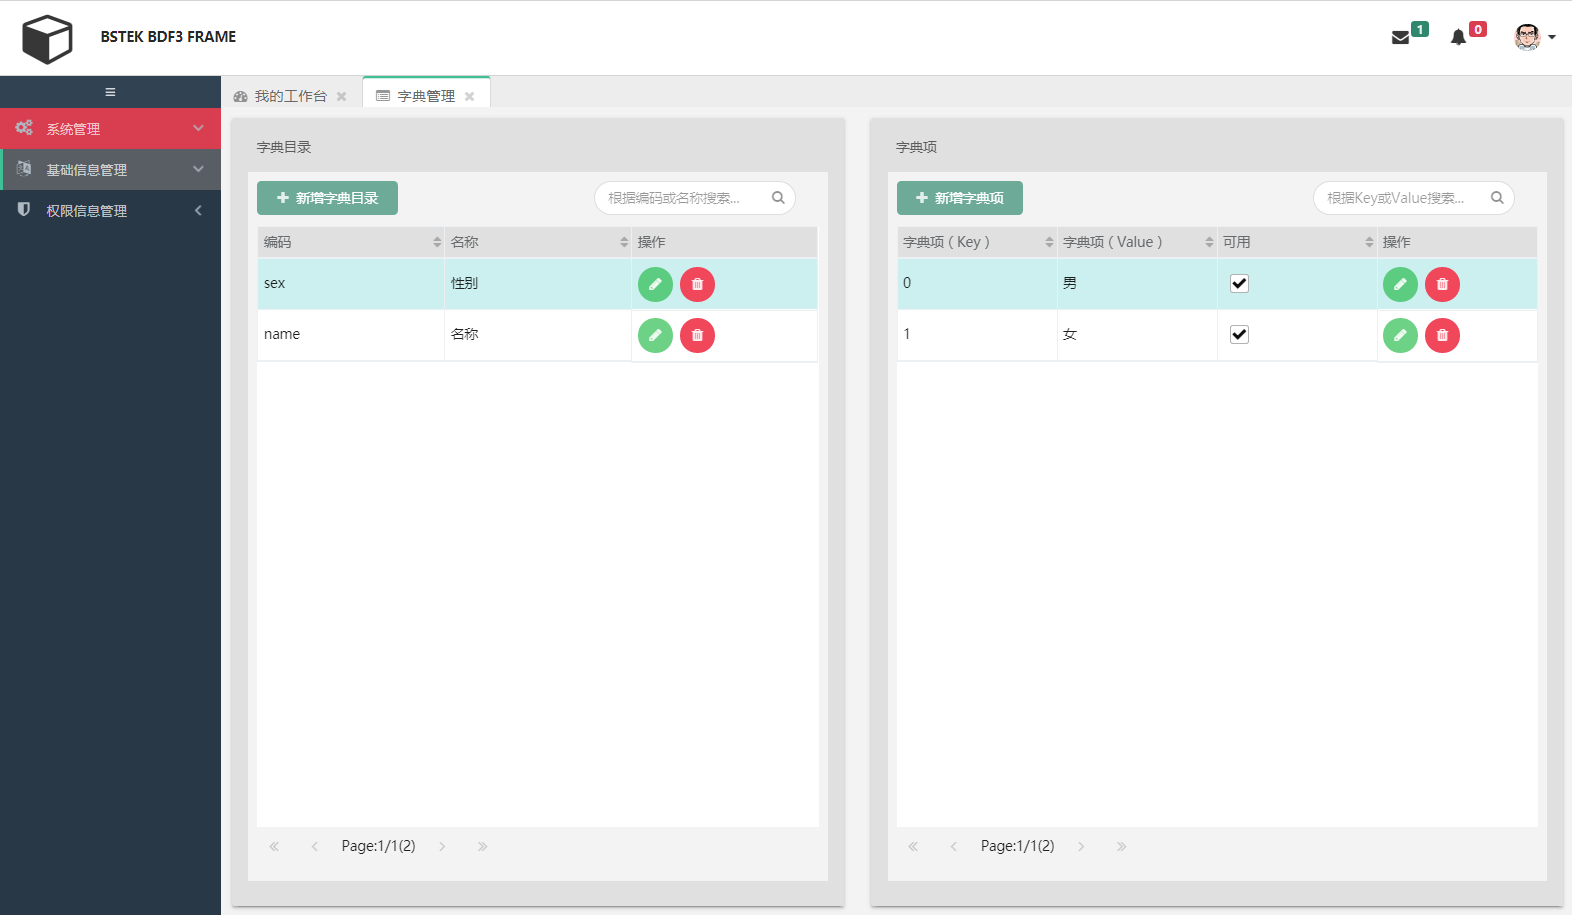 BSTEK BDF3 FRAME
1
0
我的工作台
字典管理
系统管理
基础信息管理
权限信息管理
字典目录
新增字典目录
根据编码或名称搜索...
编码 名称 操作
sex 性别
name 名称
Page:1/1(2)
字典项
新增字典项
根据Key或Value搜索...
字典项 ( Key ) 字典项 ( Value ) 可用 操作
0 男
1 女
Page:1/1(2)